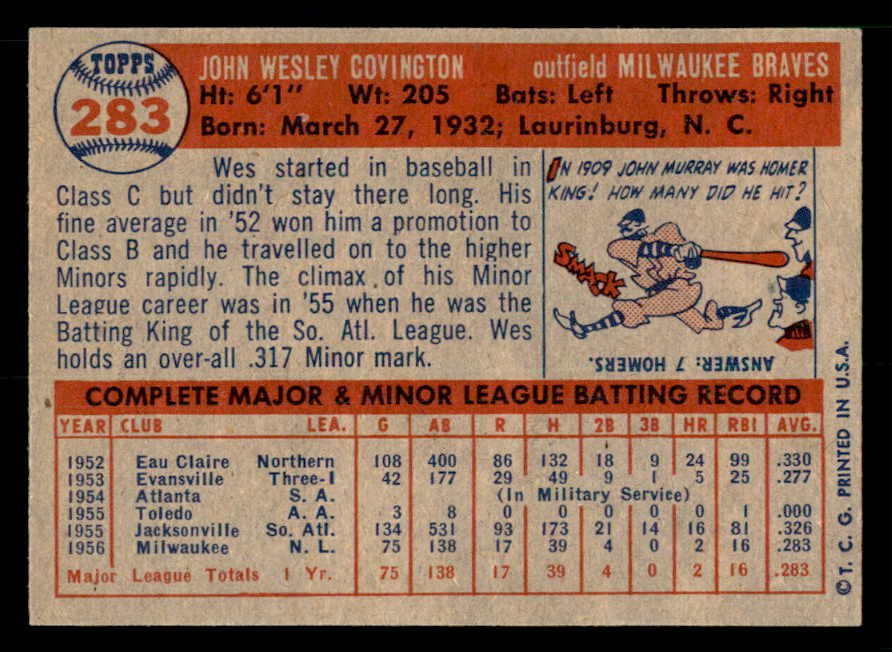 TOPPS
283
JOHN WESLEY COVINGTON outfield MILWAUKEE BRAVES
Ht: 6'1" Wt: 205 Bats: Left Throws: Right
Born: March 27, 1932; Laurinburg, N. C.
Wes started in baseball in
Class C but didn't stay there long. His
fine average in '52 won him a promotion to
Class B and he travelled on to the higher
Minors rapidly. The climax of his Minor
League career was in '55 when he was the
Batting King of the So. Atl. League. Wes
holds an over-all .317 Minor mark.
IN 1909 JOHN MURRAY WAS HOMER
KING! HOW MANY DID HE HIT?
SMACK
ANSWER: 7 HOMERS.
COMPLETE MAJOR & MINOR LEAGUE BATTING RECORD
YEAR CLUB LEA. G AB R H 2B 3B HR RBI AVG.
1952 Eau Claire Northern 108 400 86 132 18 9 24 99 .330
1953 Evansville Three-I 42 177 29 49 9 1 5 25 .277
1954 Atlanta S. A. (In Military Service)
1955 Toledo A. A. 3 8 0 0 0 0 0 1 .000
1955 Jacksonville So. Atl. 134 531 93 173 21 14 16 81 .326
1956 Milwaukee N. L. 75 138 17 39 4 0 2 16 .283
Major League Totals 1 Yr. 75 138 17 39 4 0 2 16 .283
© T. C. G. PRINTED IN U.S.A.